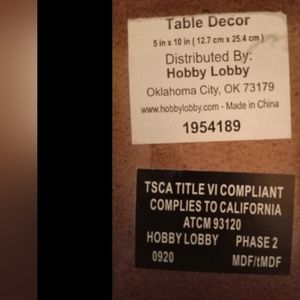 Table Decor
5 in x 10 in ( 12.7 cm x 25.4 cm )
Distributed By:
Hobby Lobby
Oklahoma City, OK 73179
www.hobbylobby.com - Made in China
1954189
TSCA TITLE VI COMPLIANT
COMPLIES TO CALIFORNIA
ATCM 93120
HOBBY LOBBY PHASE 2
0920 MDF/tMDF